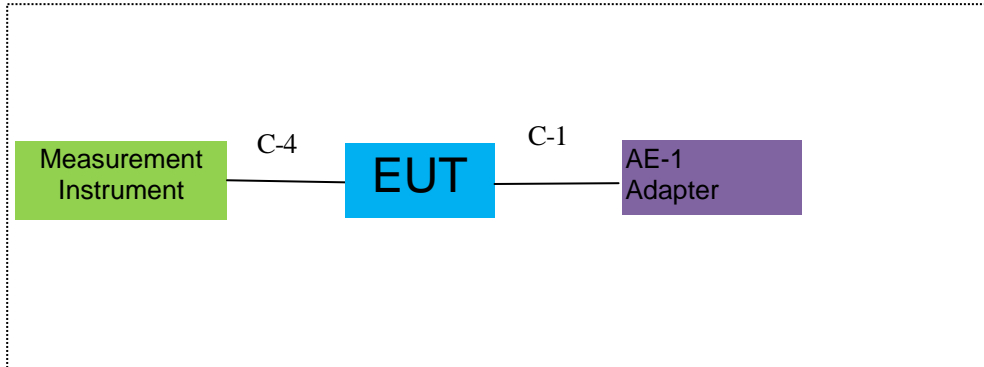 C-4
C-1
Measurement
Instrument
EUT
AE-1
Adapter